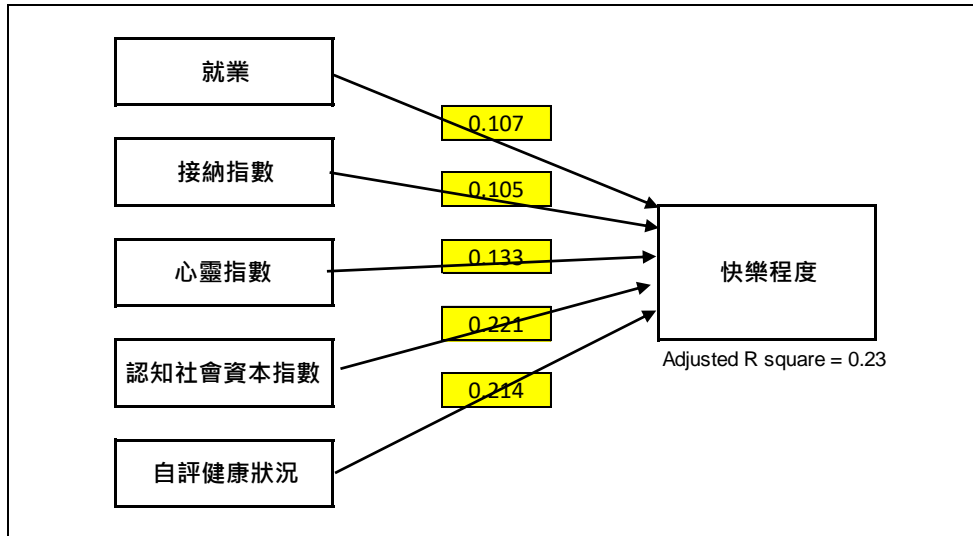 就業
0.107
接納指數
0.105
心靈指數
0.133
快樂程度
0.221
認知社會資本指數
Adjusted R square = 0.23
0.214
自評健康狀況